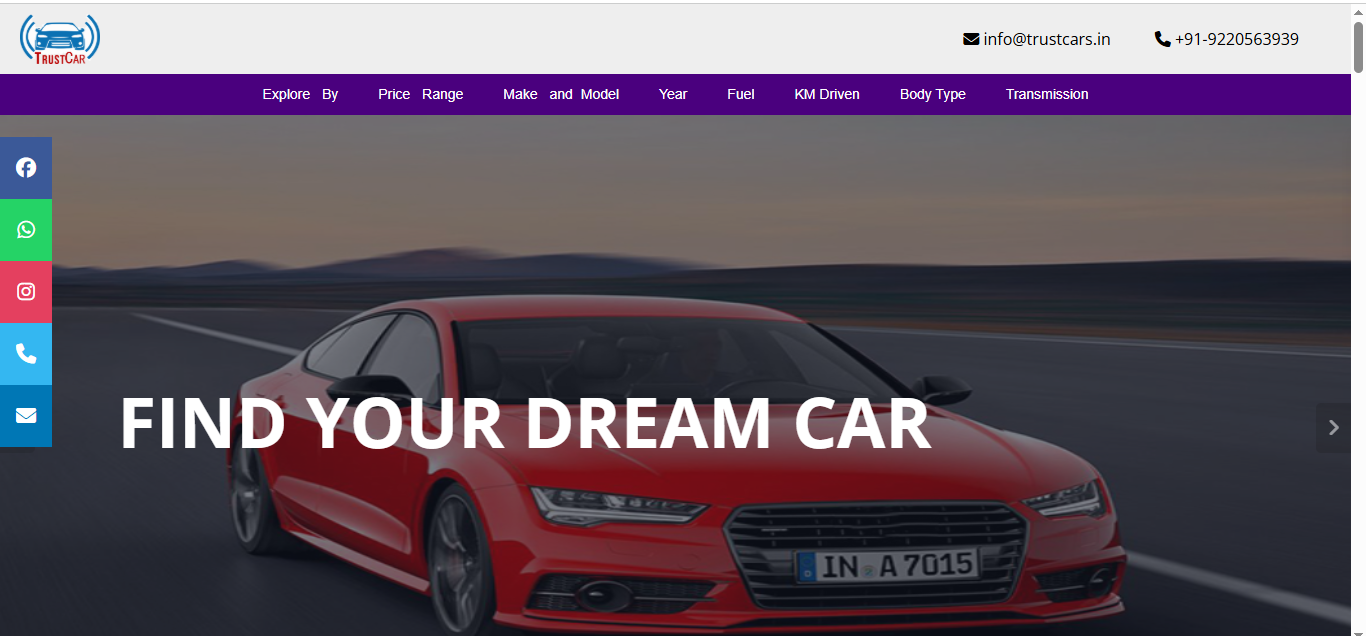 TRUSTCAR
info@trustcars.in +91-9220563939
Explore By Price Range Make and Model Year Fuel KM Driven Body Type Transmission
FIND YOUR DREAM CAR
IN A 7015